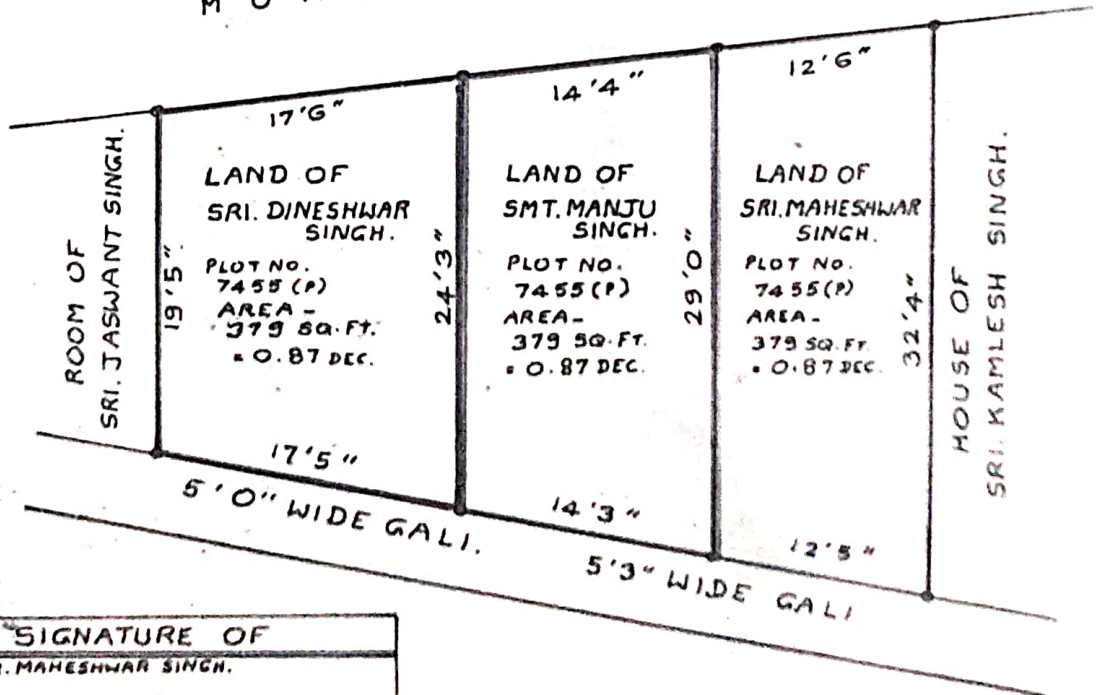 17'6"
14'4"
12'6"
ROOM OF
SRI. JASWANT SINGH.
19'5"
LAND OF
SRI. DINESHWAR
SINGH.
PLOT NO.
7455(P)
AREA -
379 SQ.FT.
= 0.87 DEC.
24'3"
LAND OF
SMT. MANJU
SINGH.
PLOT NO.
7455(P)
AREA-
379 SQ.FT.
= 0.87 DEC.
29'0"
LAND OF
SRI. MAHESHWAR
SINGH.
PLOT NO.
7455(P)
AREA-
379 SQ.FT.
= 0.87 DEC.
32'4"
HOUSE OF
SRI. KAMLESH SINGH.
17'5"
14'3"
12'5"
5'0" WIDE GALI.
5'3" WIDE GALI
SIGNATURE OF
. MAHESHWAR SINGH.